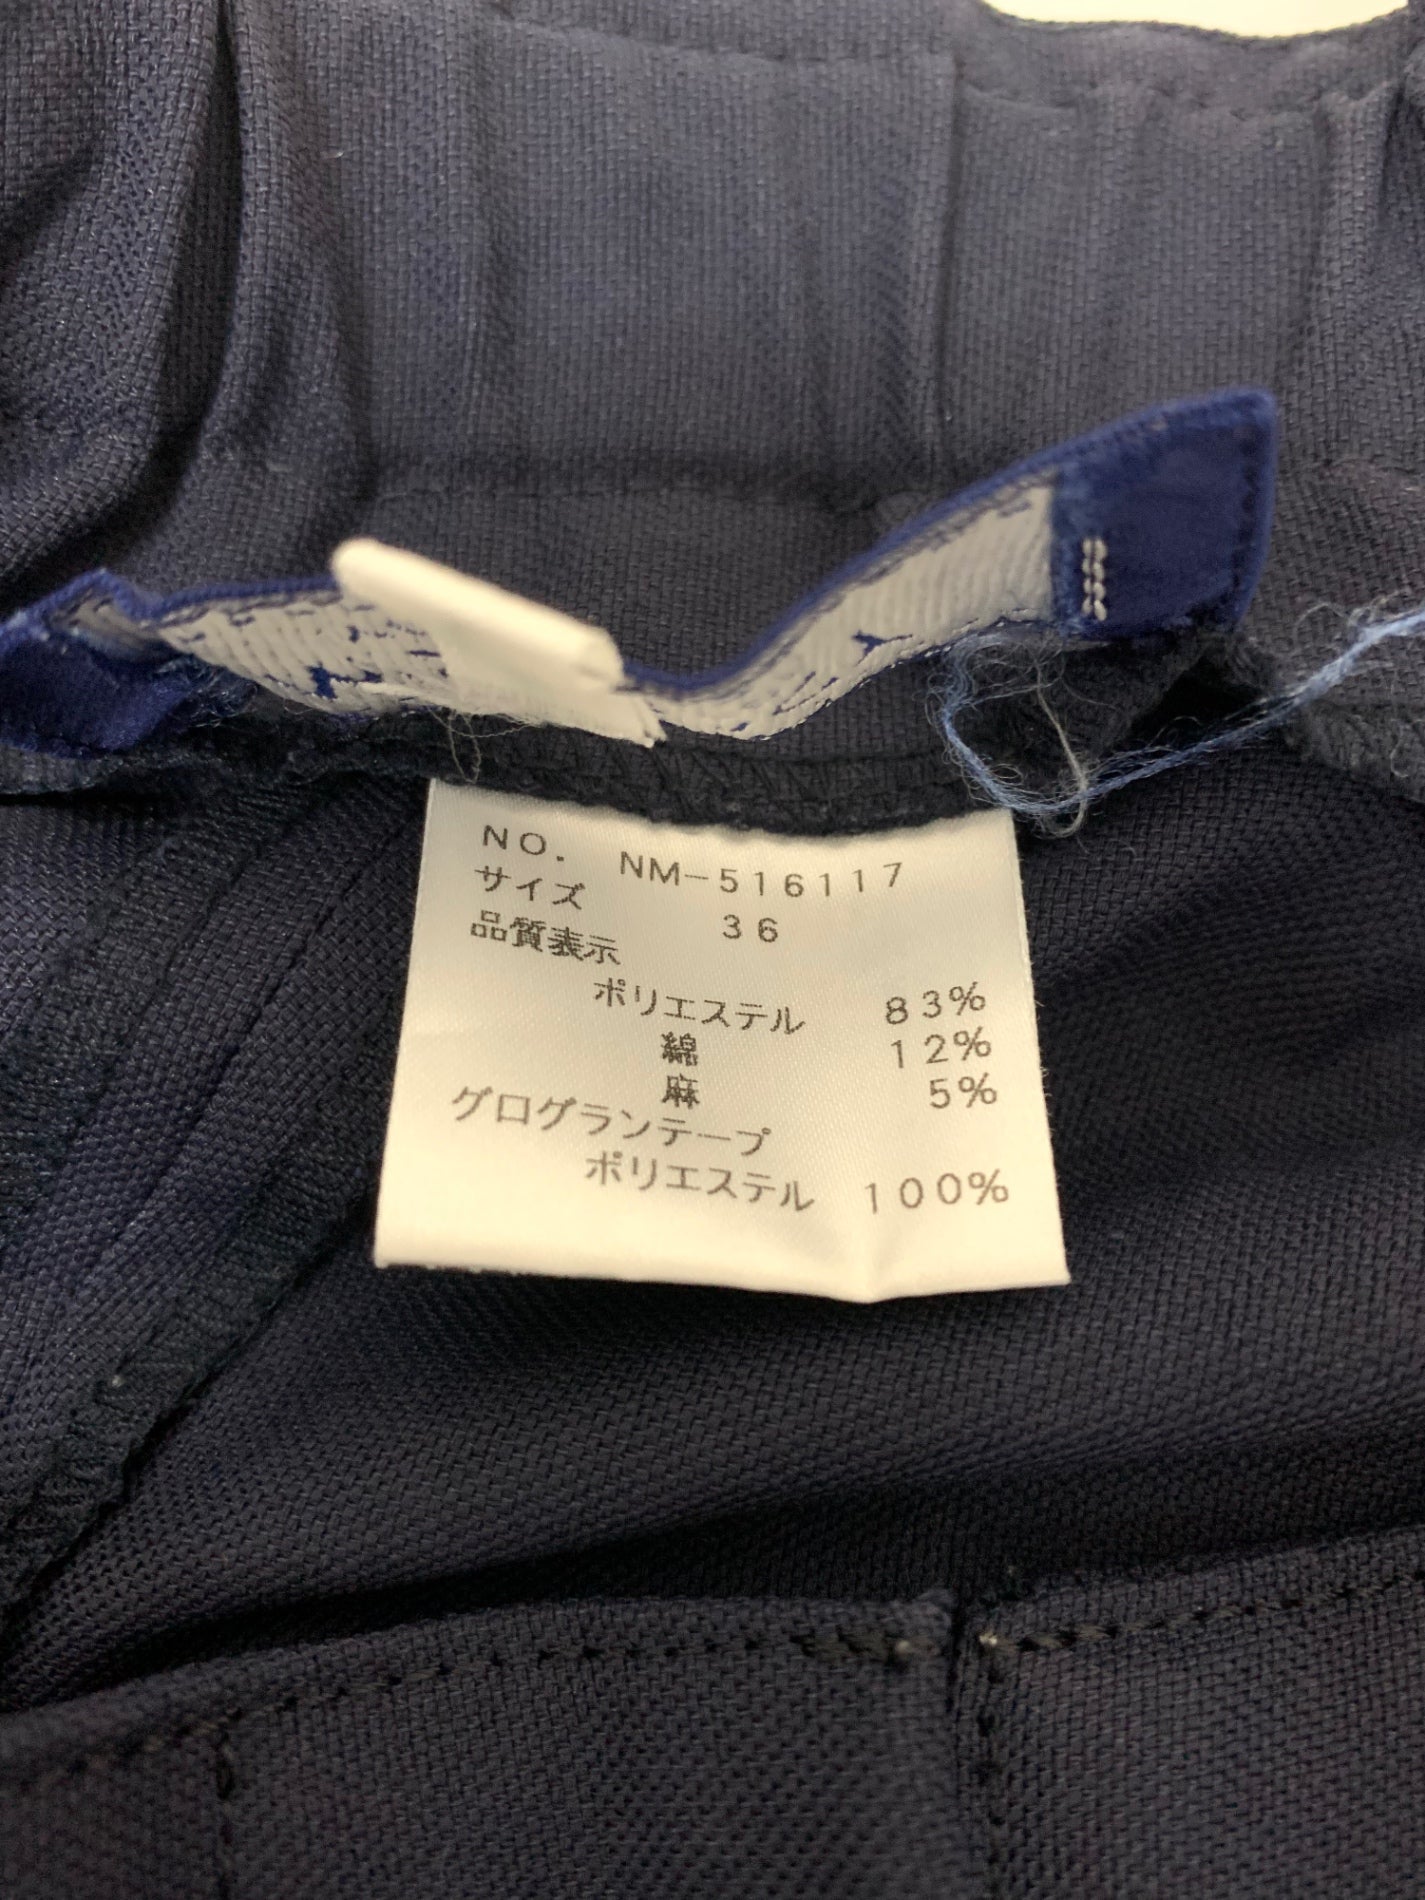 NO. NM-516117
サイズ 36
品質表示
ポリエステル 83%
綿 12%
麻 5%
グログランテープ
ポリエステル 100%